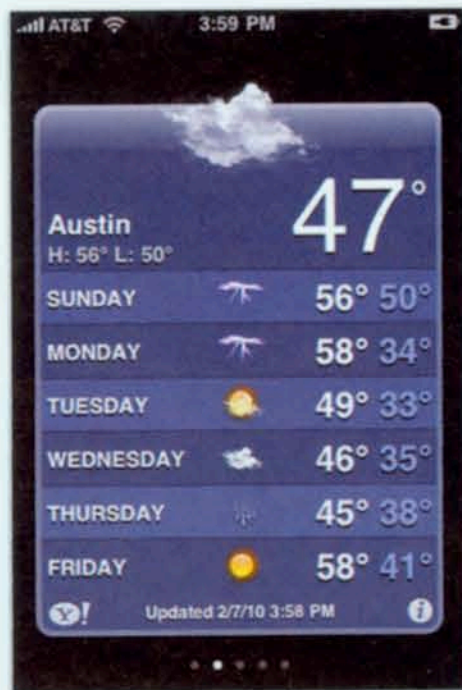 AT&T 3:59 PM
47°
Austin
H: 56° L: 50°
SUNDAY 56° 50°
MONDAY 58° 34°
TUESDAY 49° 33°
WEDNESDAY 46° 35°
THURSDAY 45° 38°
FRIDAY 58° 41°
Y! Updated 2/7/10 3:58 PM i